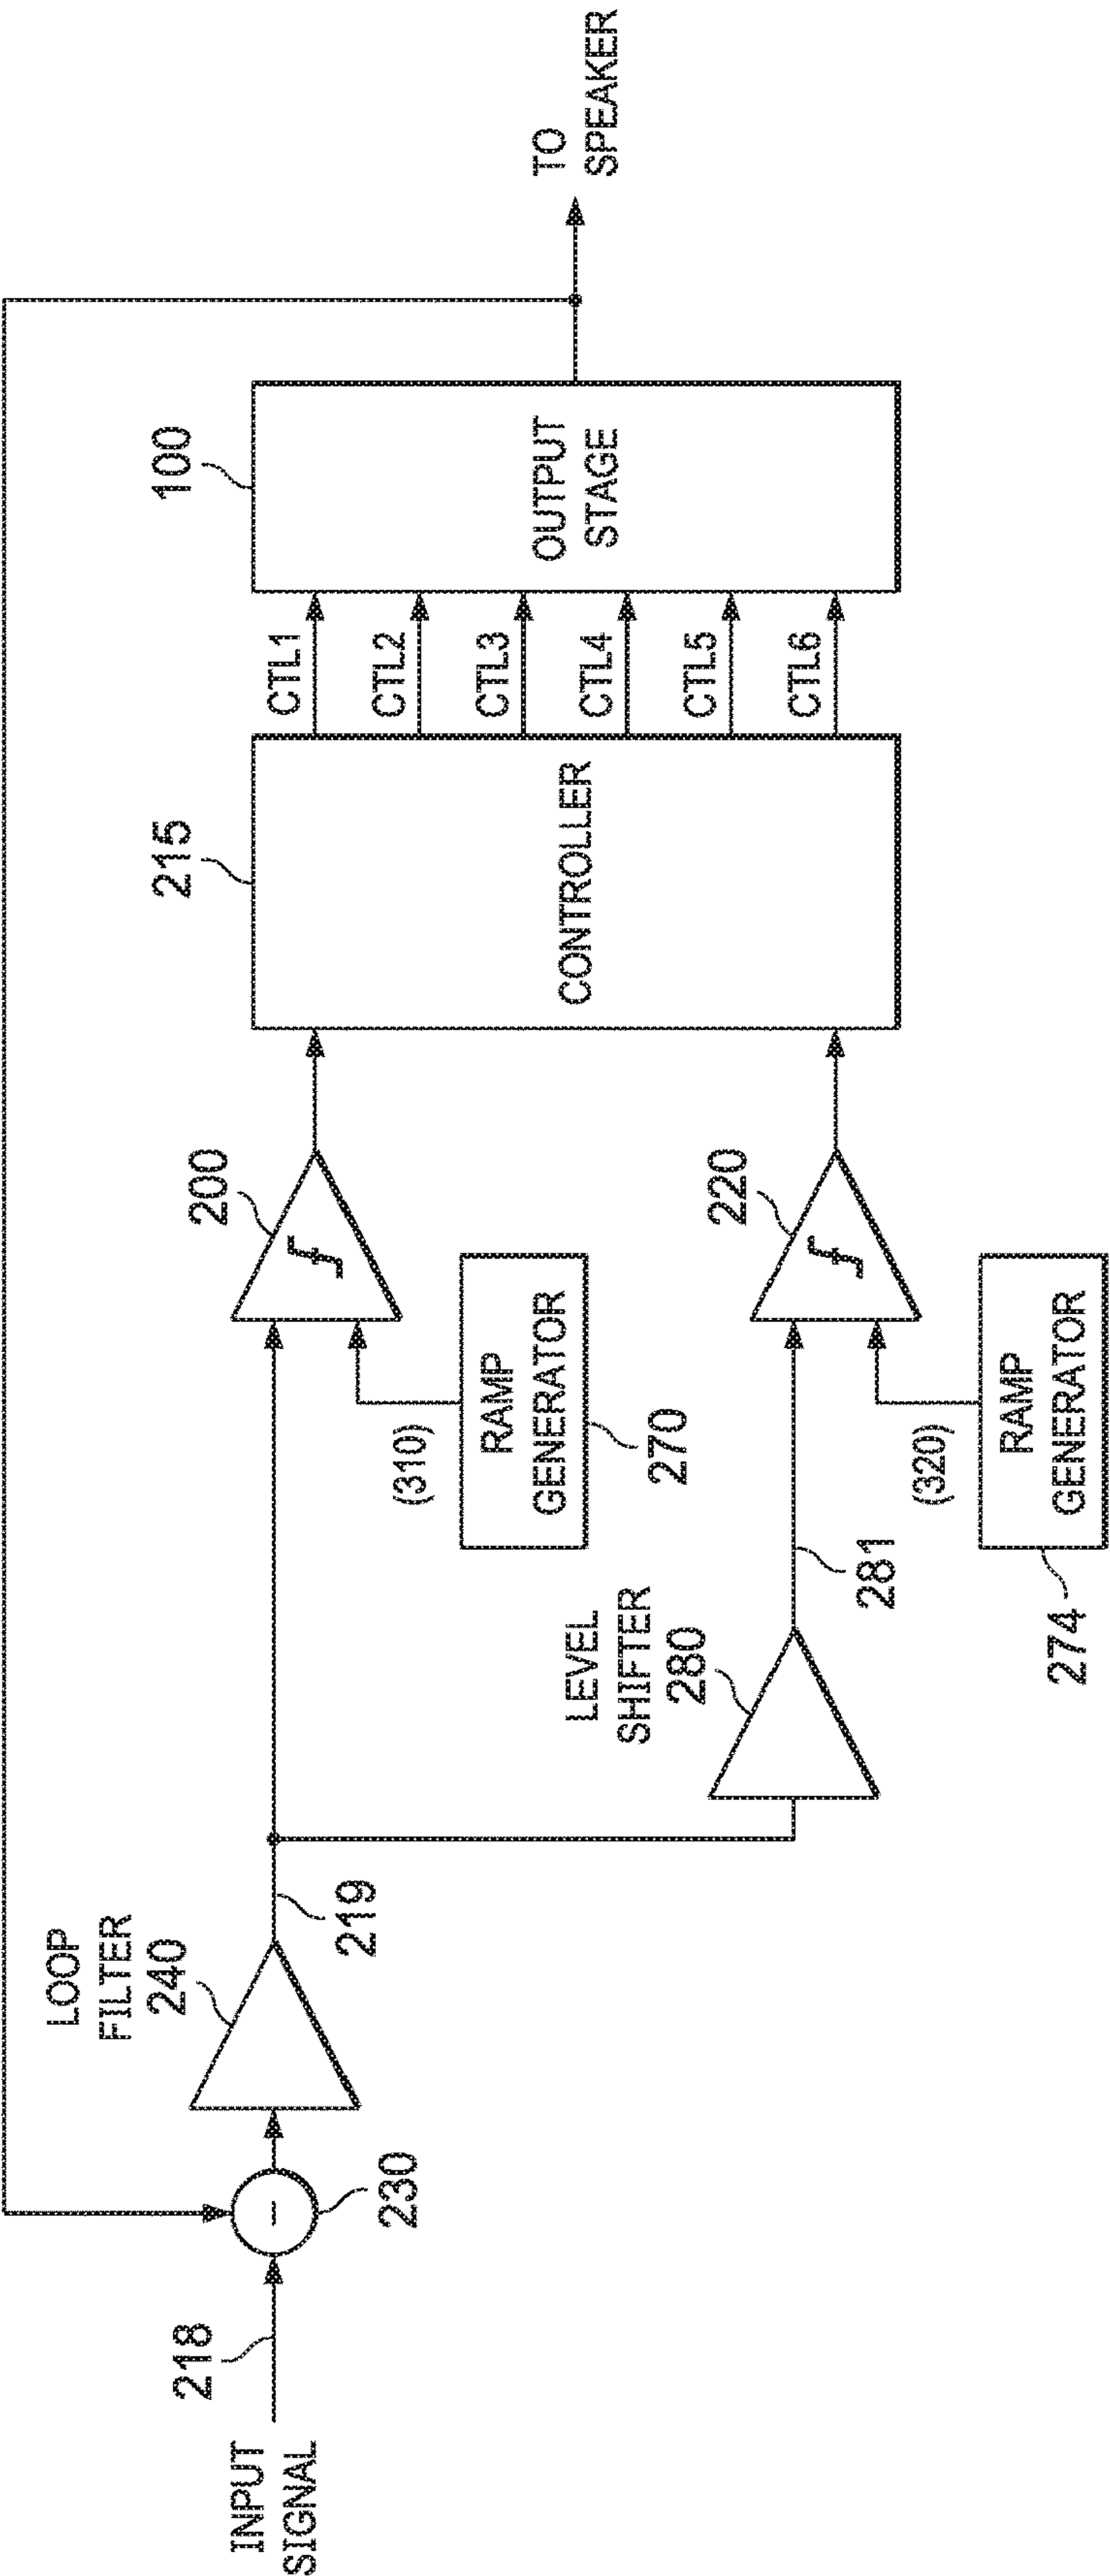 INPUT
SIGNAL
218
-
230
LOOP
FILTER
240
219
LEVEL
SHIFTER
280
281
RAMP
GENERATOR
270
(310)
RAMP
GENERATOR
274
(320)
200
220
CONTROLLER
215
CTL1
CTL2
CTL3
CTL4
CTL5
CTL6
OUTPUT
STAGE
100
TO
SPEAKER